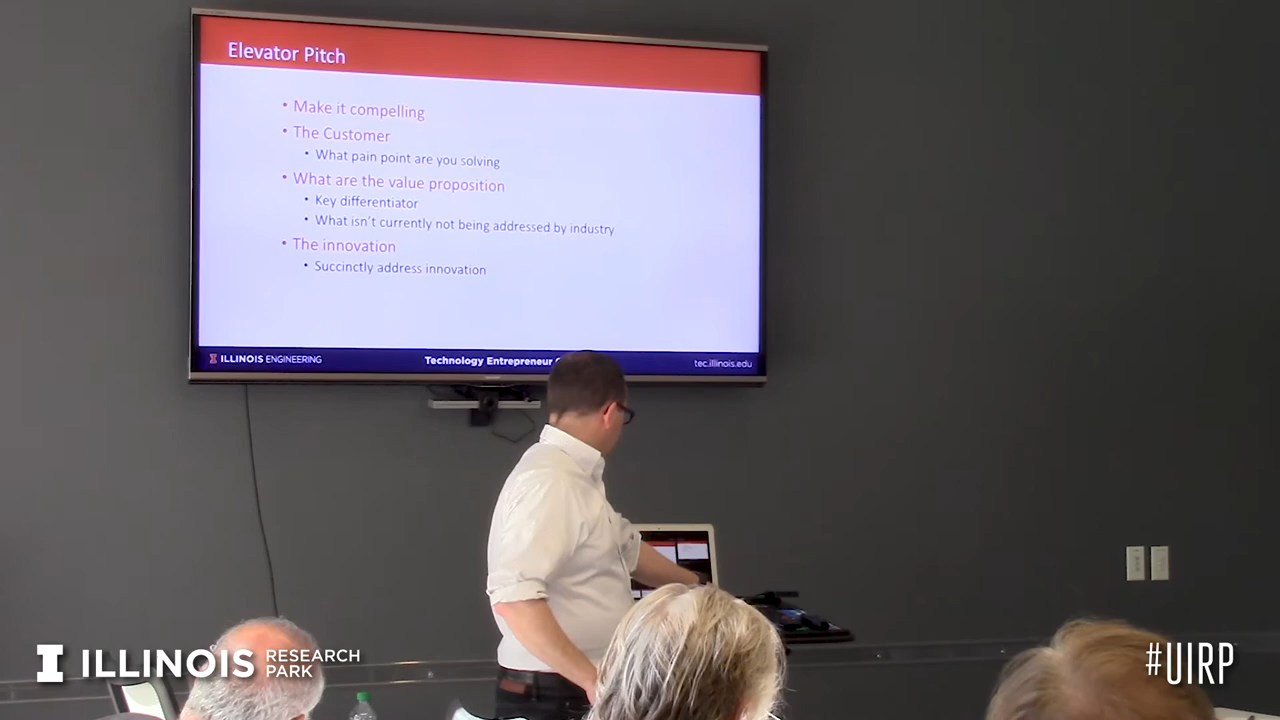 Elevator Pitch
• Make it compelling
• The Customer
• What pain point are you solving
• What are the value proposition
• Key differentiator
• What isn't currently not being addressed by industry
• The innovation
• Succinctly address innovation
I ILLINOIS ENGINEERING
Technology Entrepreneur
tec.illinois.edu
I ILLINOIS RESEARCH PARK
#UIRP